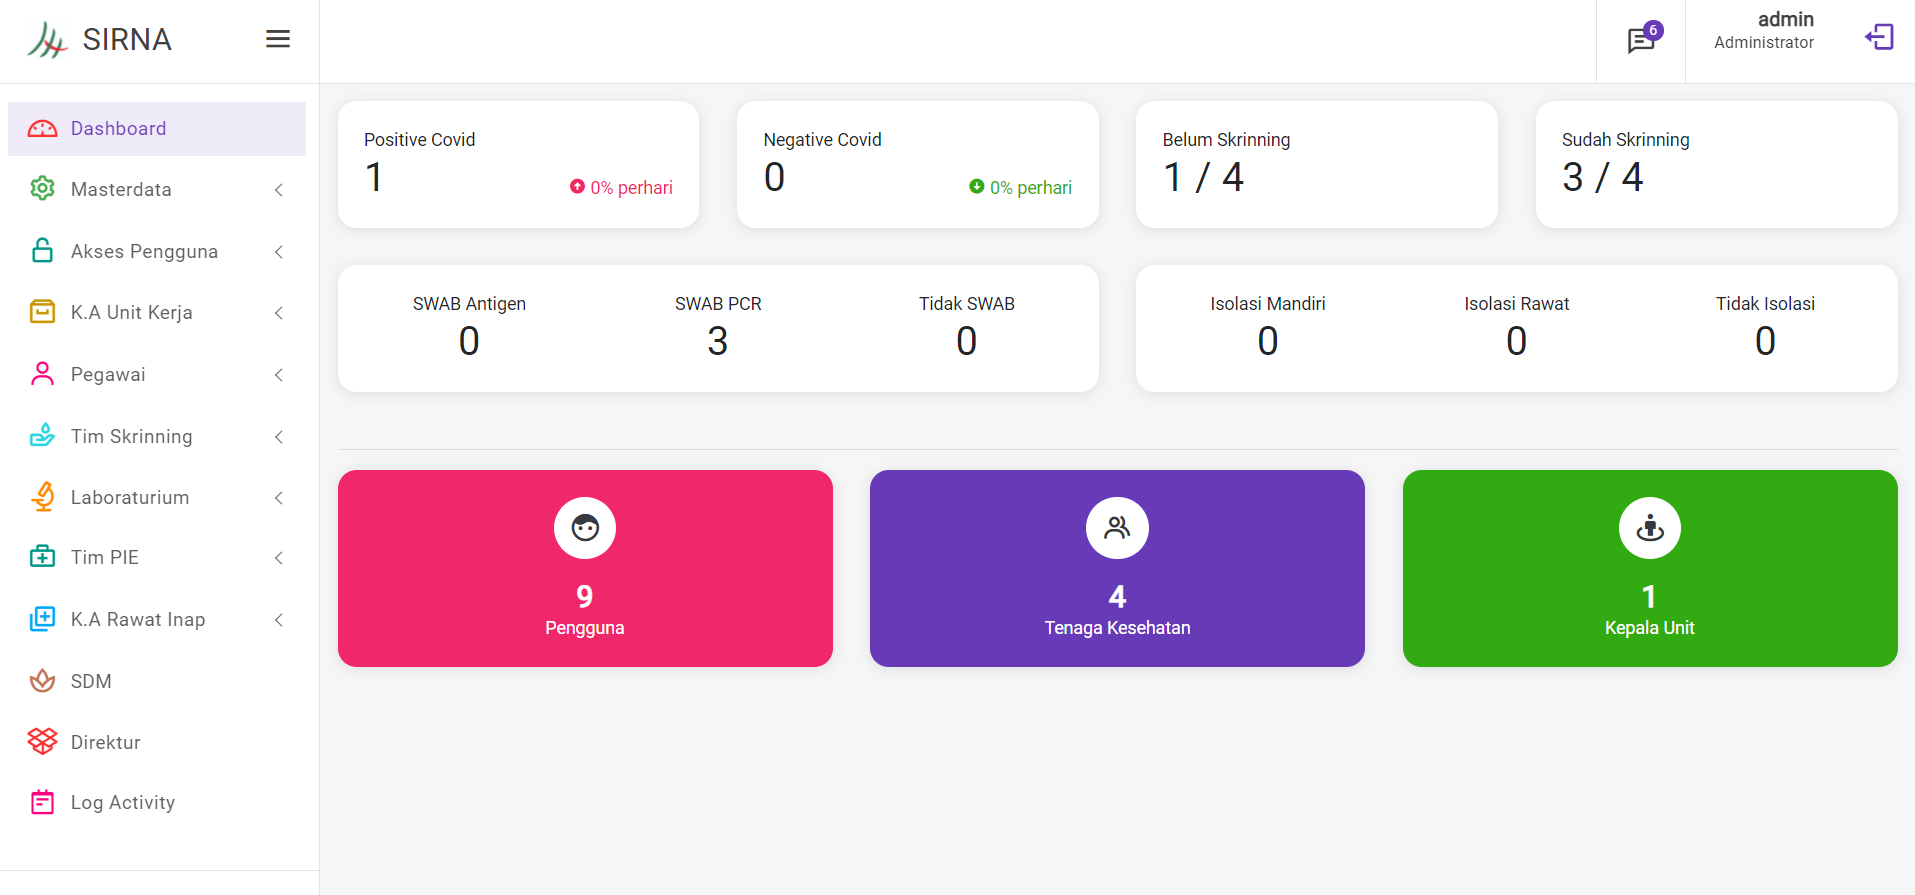 SIRNA
6
admin
Administrator
Dashboard
Masterdata
Akses Pengguna
K.A Unit Kerja
Pegawai
Tim Skrinning
Laboraturium
Tim PIE
K.A Rawat Inap
SDM
Direktur
Log Activity
Positive Covid
1
0% perhari
Negative Covid
0
0% perhari
Belum Skrinning
1 / 4
Sudah Skrinning
3 / 4
SWAB Antigen
0
SWAB PCR
3
Tidak SWAB
0
Isolasi Mandiri
0
Isolasi Rawat
0
Tidak Isolasi
0
9
Pengguna
4
Tenaga Kesehatan
1
Kepala Unit